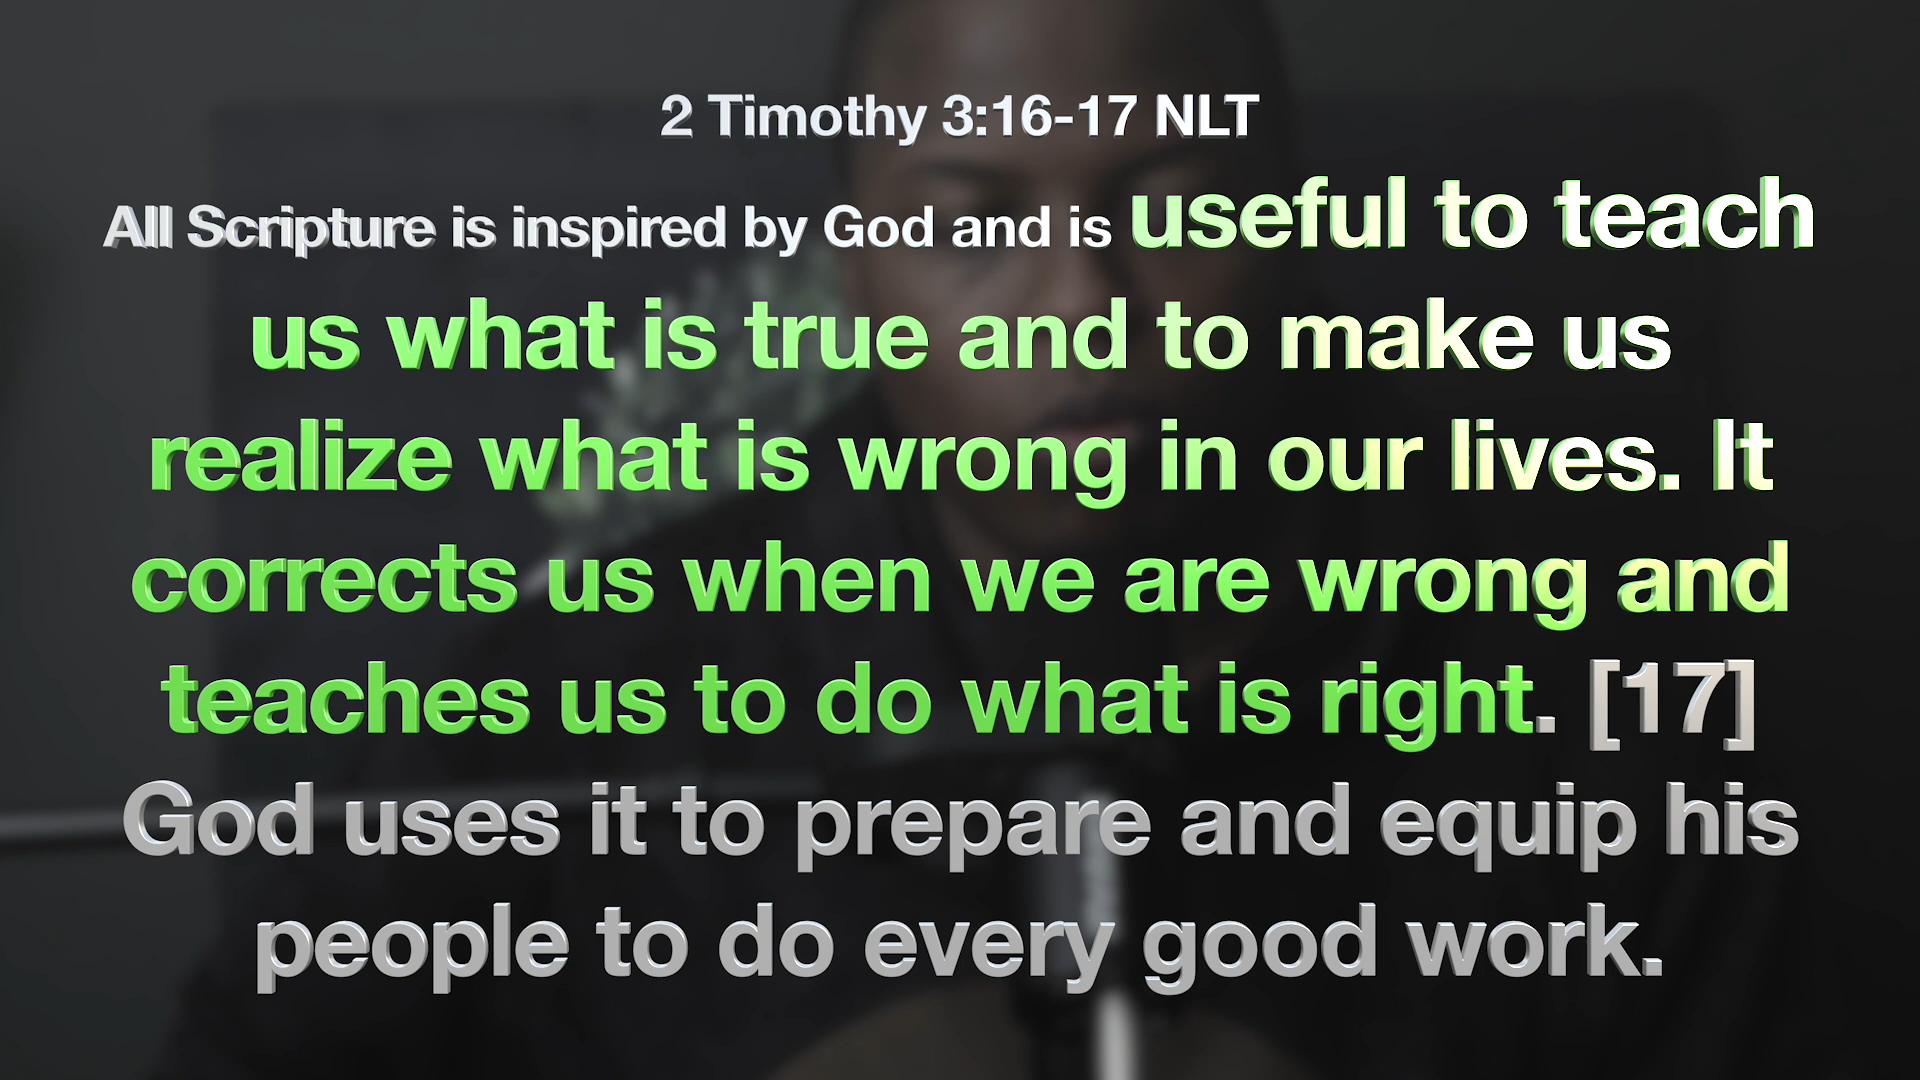 2 Timothy 3:16-17 NLT
All Scripture is inspired by God and is useful to teach
us what is true and to make us
realize what is wrong in our lives. It
corrects us when we are wrong and
teaches us to do what is right. [17]
God uses it to prepare and equip his
people to do every good work.